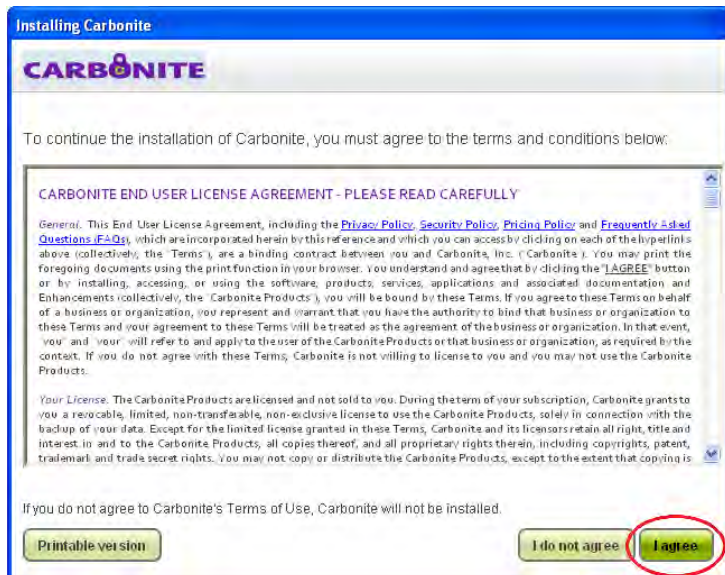 Installing Carbonite
CARBONITE
To continue the installation of Carbonite, you must agree to the terms and conditions below:
CARBONITE END USER LICENSE AGREEMENT - PLEASE READ CAREFULLY
General. This End User License Agreement, including the Privacy Policy, Security Policy, Pricing Policy and Frequently Asked
Questions (FAQs), which are incorporated herein by this reference and which you can access by clicking on each of the hyperlinks
above (collectively, the "Terms"), are a binding contract between you and Carbonite, Inc. ("Carbonite"). You may print the
foregoing documents using the print function in your browser. You understand and agree that by clicking the "I AGREE" button
or by installing, accessing, or using the software, products, services, applications and associated documentation and
Enhancements (collectively, the "Carbonite Products"), you will be bound by these Terms. If you agree to these Terms on behalf
of a business or organization, you represent and warrant that you have the authority to bind that business or organization to
these Terms and your agreement to these Terms will be treated as the agreement of the business or organization. In that event,
"you" and "your" will refer to and apply to the user of the Carbonite Products or that business or organization, as required by the
context. If you do not agree with these Terms, Carbonite is not willing to license to you and you may not use the Carbonite
Products.
Your License. The Carbonite Products are licensed and not sold to you. During the term of your subscription, Carbonite grants to
you a revocable, limited, non-transferable, non-exclusive license to use the Carbonite Products, solely in connection with the
backup of your data. Except for the limited license granted in these Terms, Carbonite and its licensors retain all right, title and
interest in and to the Carbonite Products, all copies thereof, and all proprietary rights therein, including copyrights, patent,
trademark and trade secret rights. You may not copy or distribute the Carbonite Products, except to the extent that copying is
If you do not agree to Carbonite's Terms of Use, Carbonite will not be installed.
Printable version
I do not agree
I agree